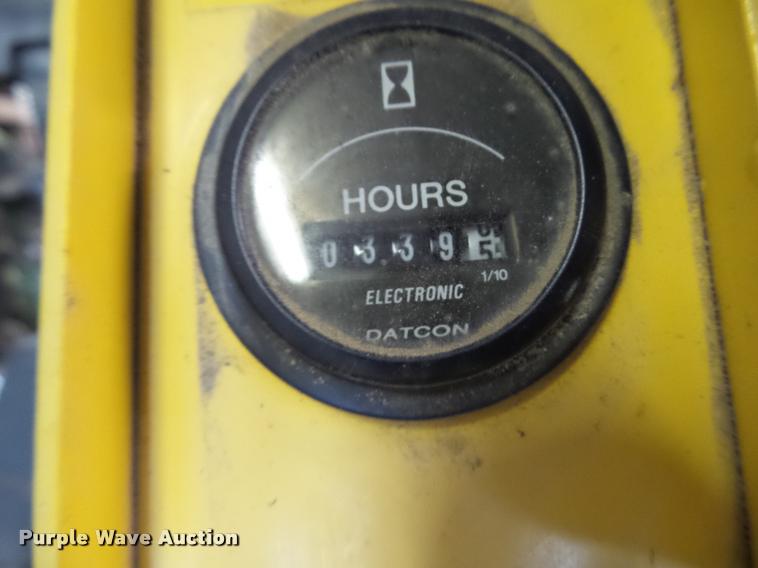 HOURS
0339
1/10
ELECTRONIC
DATCON
Purple Wave Auction